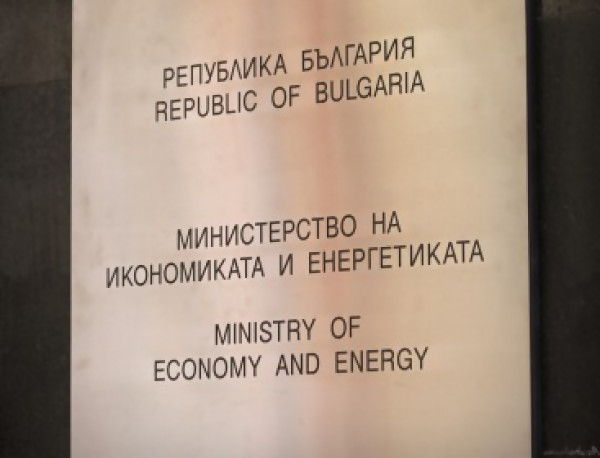 РЕПУБЛИКА БЪЛГАРИЯ
REPUBLIC OF BULGARIA
МИНИСТЕРСТВО НА
ИКОНОМИКАТА И ЕНЕРГЕТИКАТА
MINISTRY OF
ECONOMY AND ENERGY